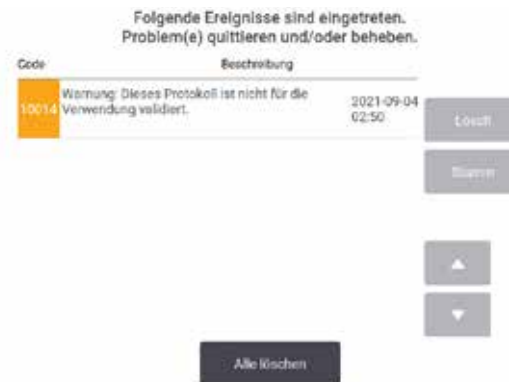 Folgende Ereignisse sind eingetreten.
Problem(e) quittieren und/oder beheben.
Code Beschreibung
10014 Warnung: Dieses Protokoll ist nicht für die
Verwendung validiert.
2021-09-04
02:50
Alle löschen